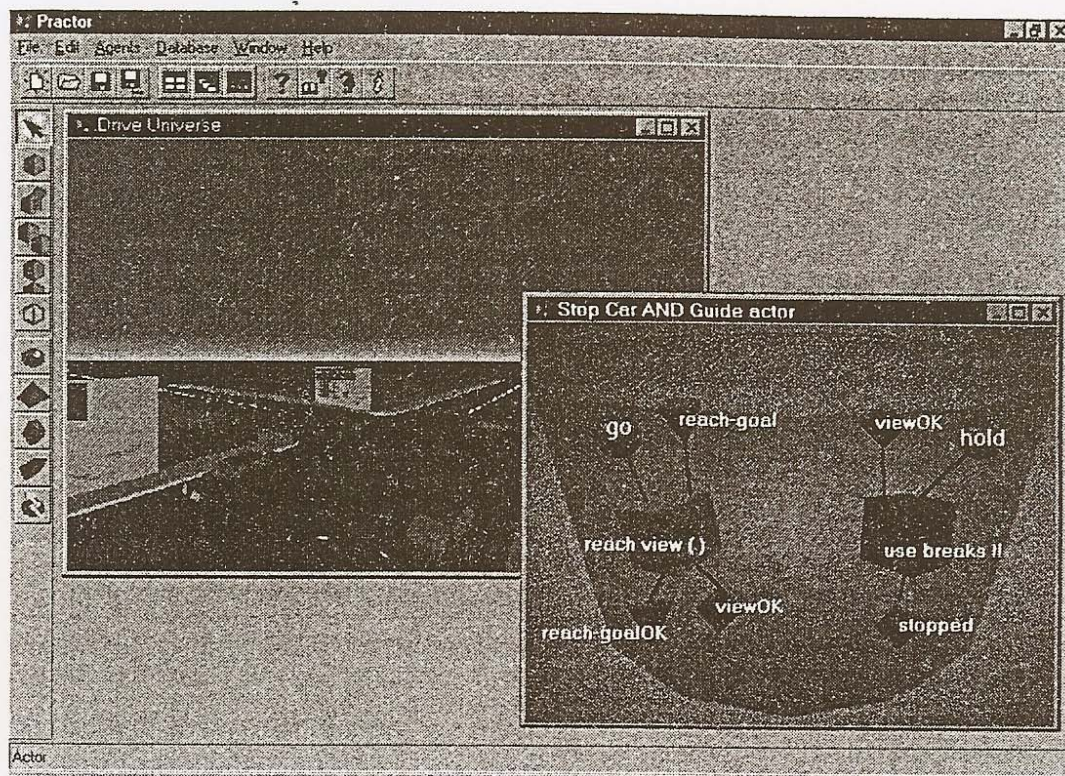 Practor
File Edit Agents Database Window Help
Drive Universe
Stop Car AND Guide actor
go
reach-goal
viewOK
hold
reach view (.)
use breaks !!
reach-goalOK
viewOK
stopped
Actor